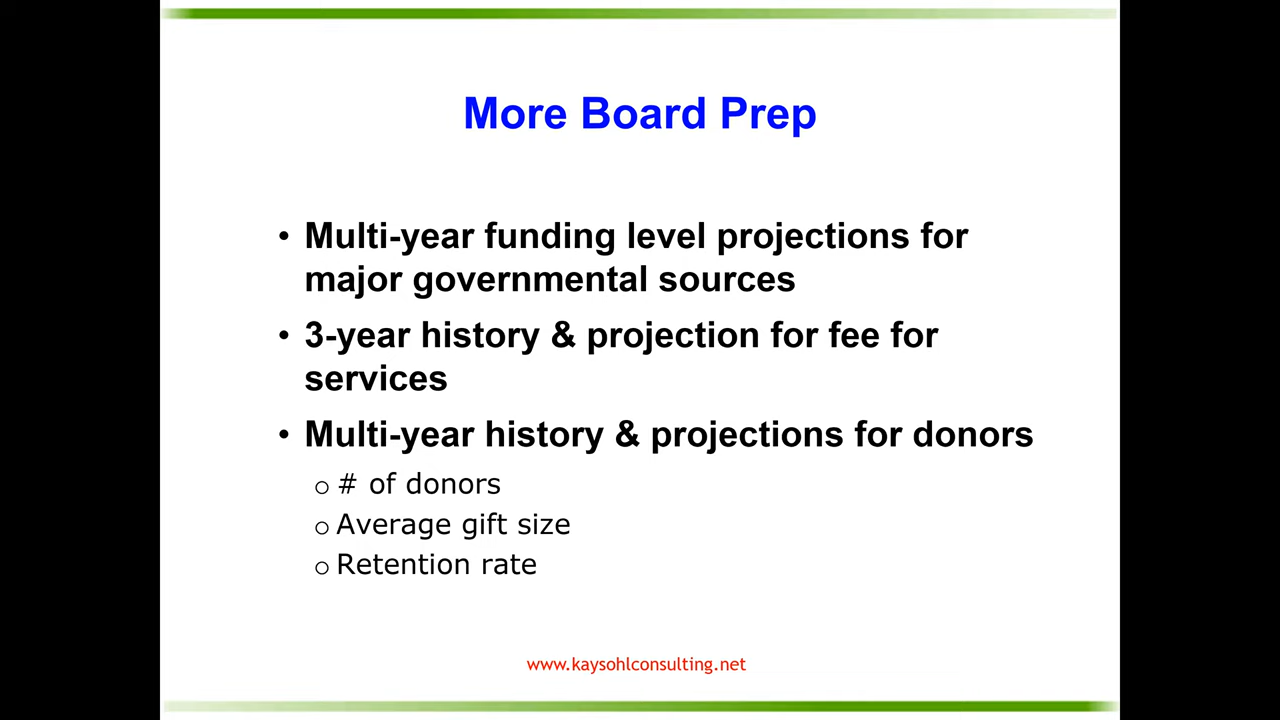 More Board Prep
• Multi-year funding level projections for
major governmental sources
• 3-year history & projection for fee for
services
• Multi-year history & projections for donors
o # of donors
o Average gift size
o Retention rate
www.kaysohlconsulting.net